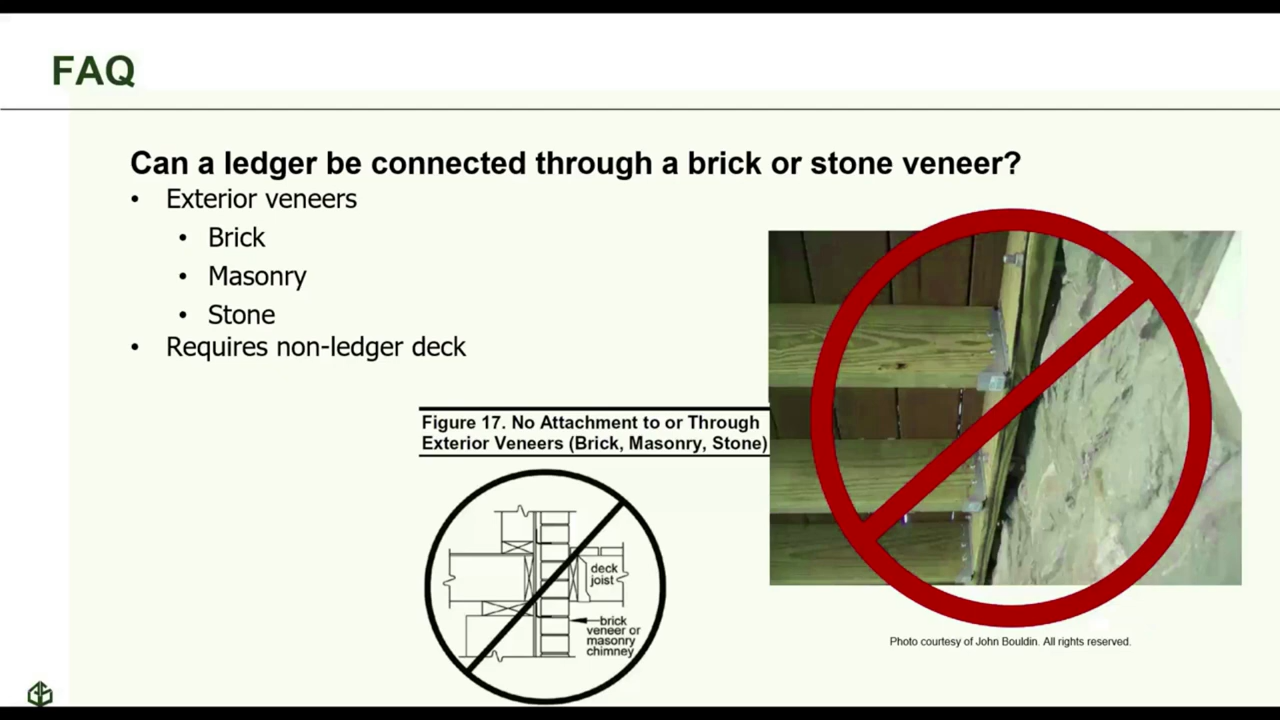 FAQ
Can a ledger be connected through a brick or stone veneer?
• Exterior veneers
• Brick
• Masonry
• Stone
• Requires non-ledger deck
Figure 17. No Attachment to or Through
Exterior Veneers (Brick, Masonry, Stone)
deck
joist
brick
veneer or
masonry
chimney
Photo courtesy of John Bouldin. All rights reserved.